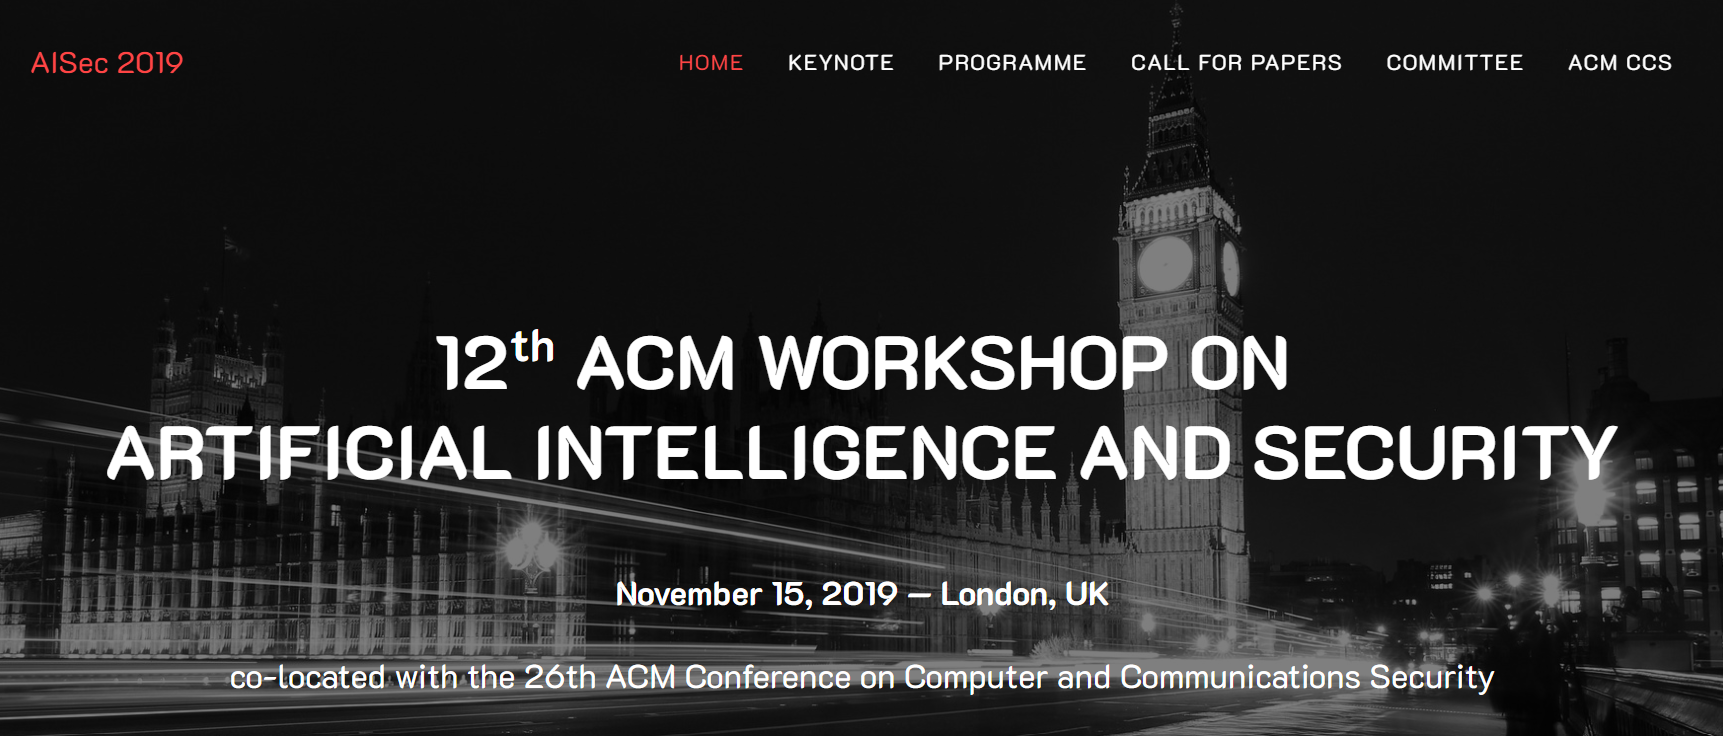 AISec 2019
HOME KEYNOTE PROGRAMME CALL FOR PAPERS COMMITTEE ACM CCS
12th ACM WORKSHOP ON
ARTIFICIAL INTELLIGENCE AND SECURITY
November 15, 2019 — London, UK
co-located with the 26th ACM Conference on Computer and Communications Security